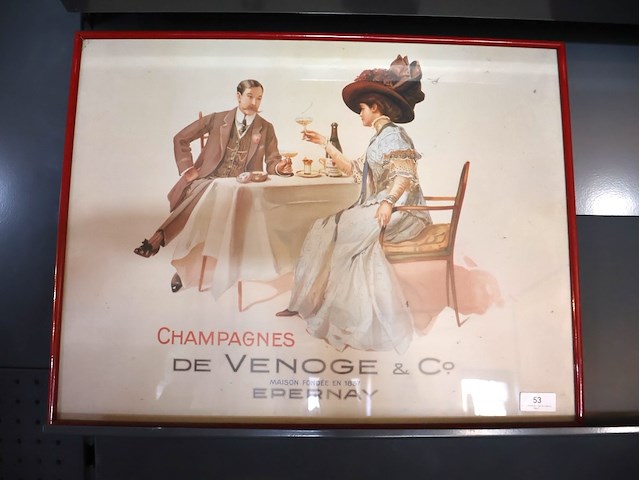 CHAMPAGNES
DE VENOGE & Co
MAISON FONDÉE EN
EPERNAY
53